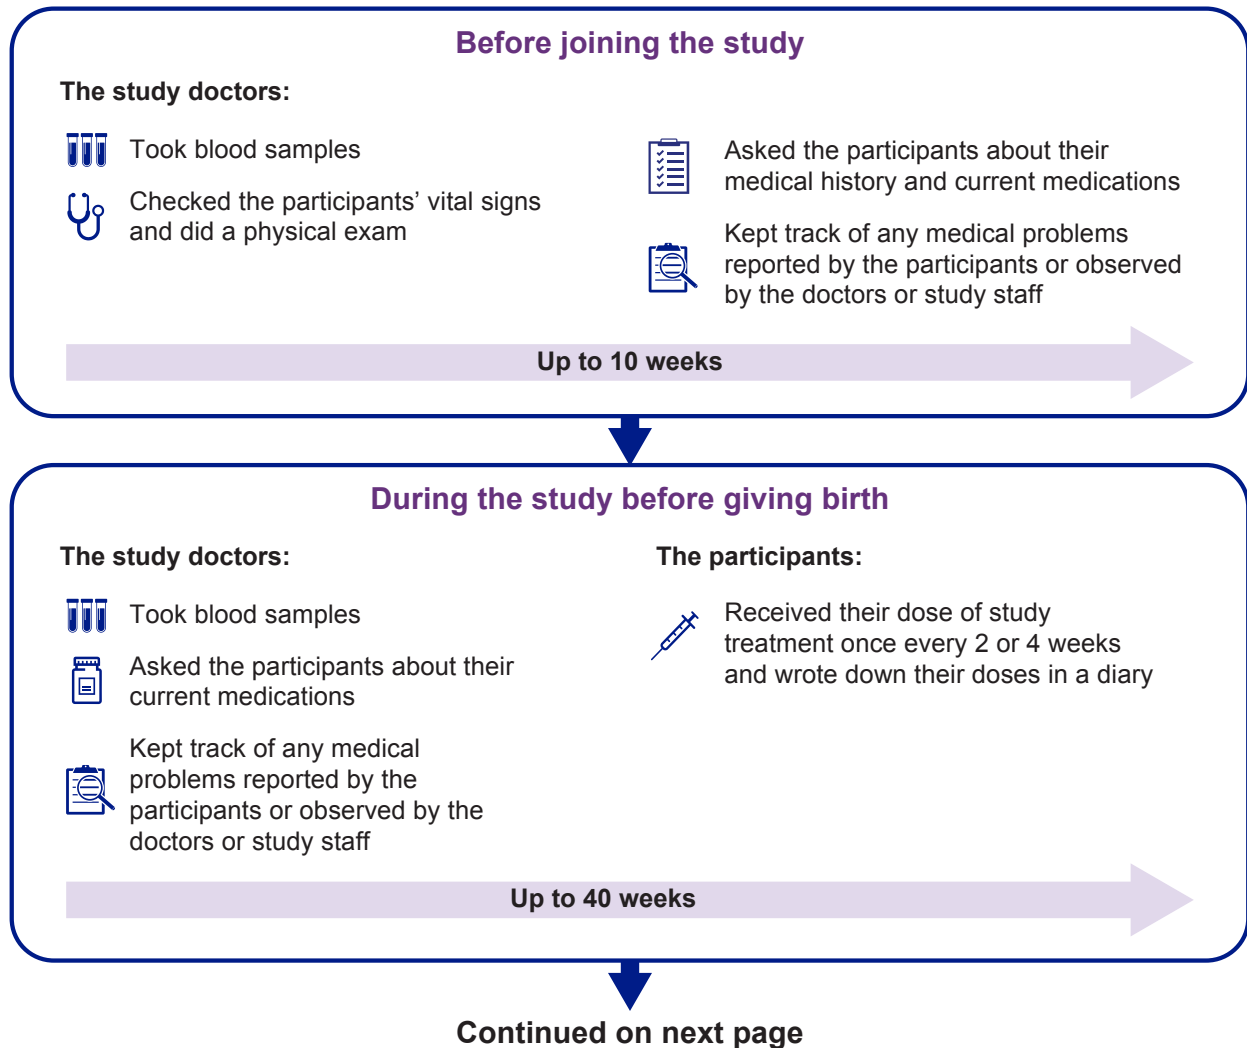 Before joining the study
The study doctors:
Took blood samples
Checked the participants’ vital signs
and did a physical exam
Asked the participants about their
medical history and current medications
Kept track of any medical problems
reported by the participants or observed
by the doctors or study staff
Up to 10 weeks
During the study before giving birth
The study doctors:
Took blood samples
Asked the participants about their
current medications
Kept track of any medical
problems reported by the
participants or observed by the
doctors or study staff
The participants:
Received their dose of study
treatment once every 2 or 4 weeks
and wrote down their doses in a diary
Up to 40 weeks
Continued on next page